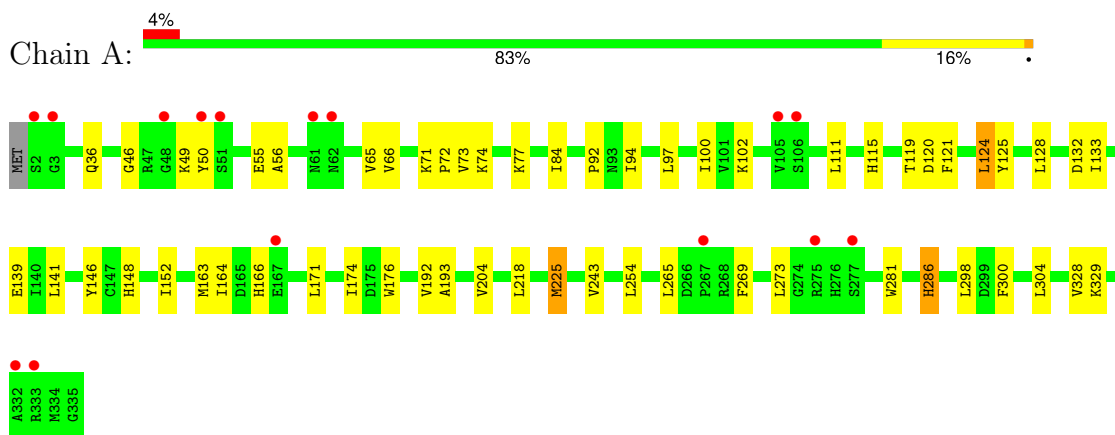 4%
Chain A:
83% 16% •
MET S2 G3 Q36 G46 R47 G48 K49 Y50 S51 E55 A56 N61 N62 V65 V66 K71 P72 V73 K74 K77 I84 P92 N93 I94 L97 I100 V101 K102 V105 S106 L111 H115 T119 D120 F121 L124 Y125 L128 D132 I133
E139 I140 L141 Y146 C147 H148 I152 M163 I164 D165 H166 E167 L171 I174 D175 W176 V192 A193 V204 L218 M225 V243 L254 L265 D266 P267 R268 F269 L273 G274 R275 H276 S277 W281 H286 L298 D299 F300 L304 V328 K329
A332 R333 M334 G335